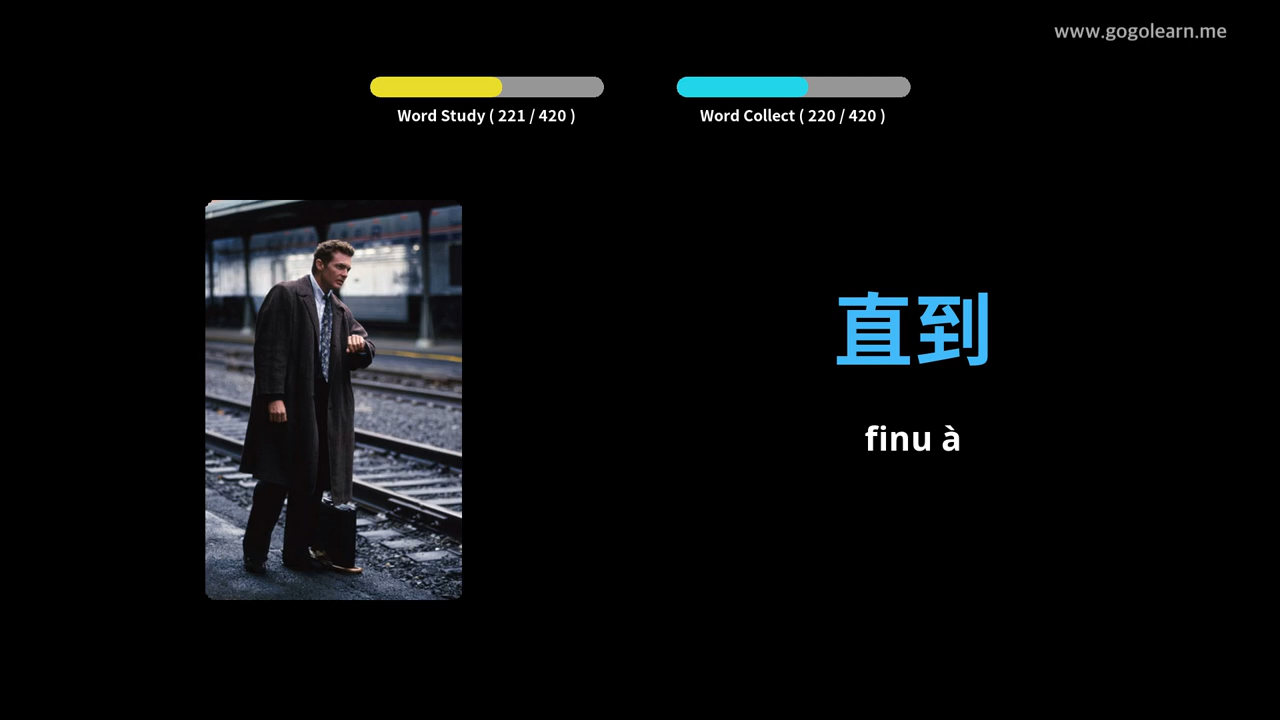 www.gogolearn.me
Word Study ( 221 / 420 )
Word Collect ( 220 / 420 )
直到
finu à